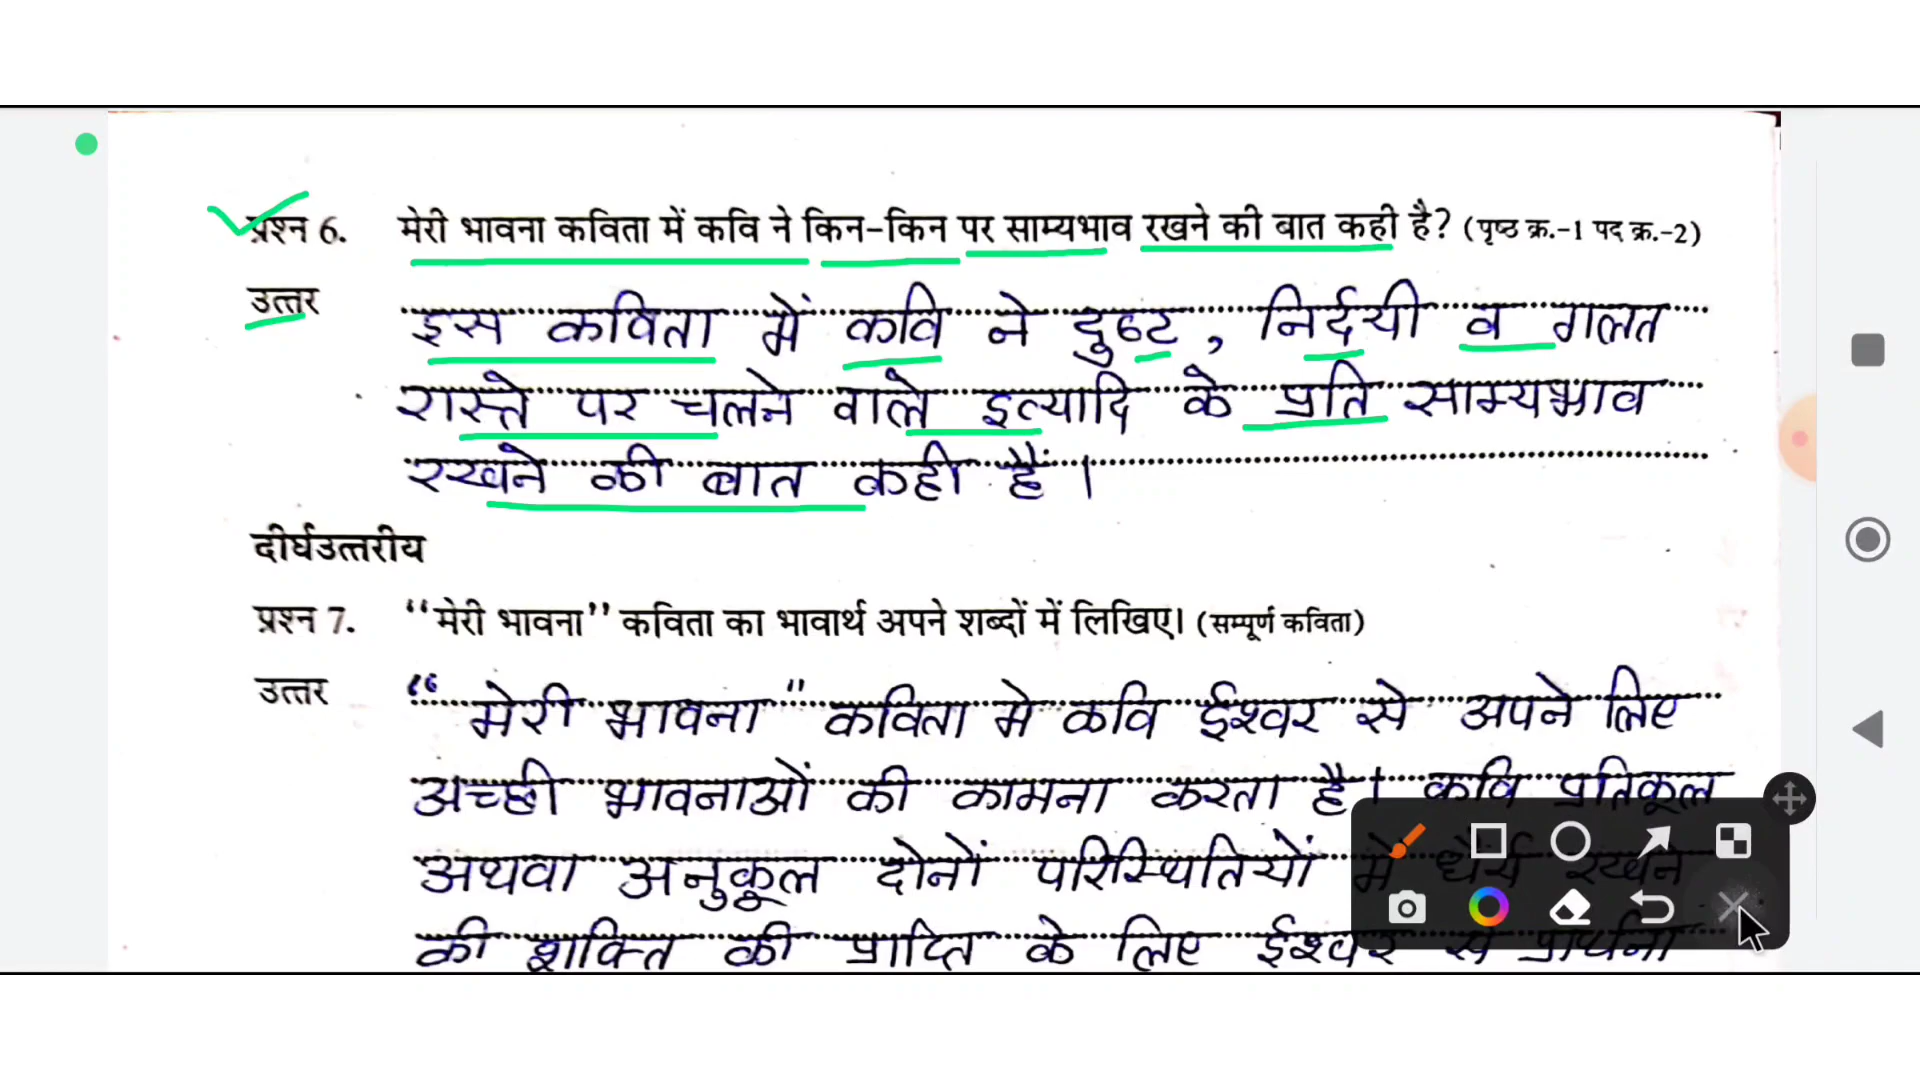 प्रश्न 6. मेरी भावना कविता में कवि ने किन-किन पर साम्यभाव रखने की बात कही है? (पृष्ठ क्र.-1 पद क्र.-2)
उत्तर इस कविता में कवि ने दुष्ट, निर्दयी व गलत
रास्ते पर चलने वाले इत्यादि के प्रति साम्यभाव
रखने की बात कही हैं।
दीर्घउत्तरीय
प्रश्न 7. “मेरी भावना” कविता का भावार्थ अपने शब्दों में लिखिए। (सम्पूर्ण कविता)
उत्तर “मेरी भावना" कविता मे कवि ईश्वर से अपने लिए
अच्छी भावनाओं की कामना करता है। कवि प्रतिकूल
अथवा अनुकूल दोनों परिस्थितियों में धैर्य रखने
की शक्ति की प्राप्ति के लिए ईश्वर से प्रार्थना